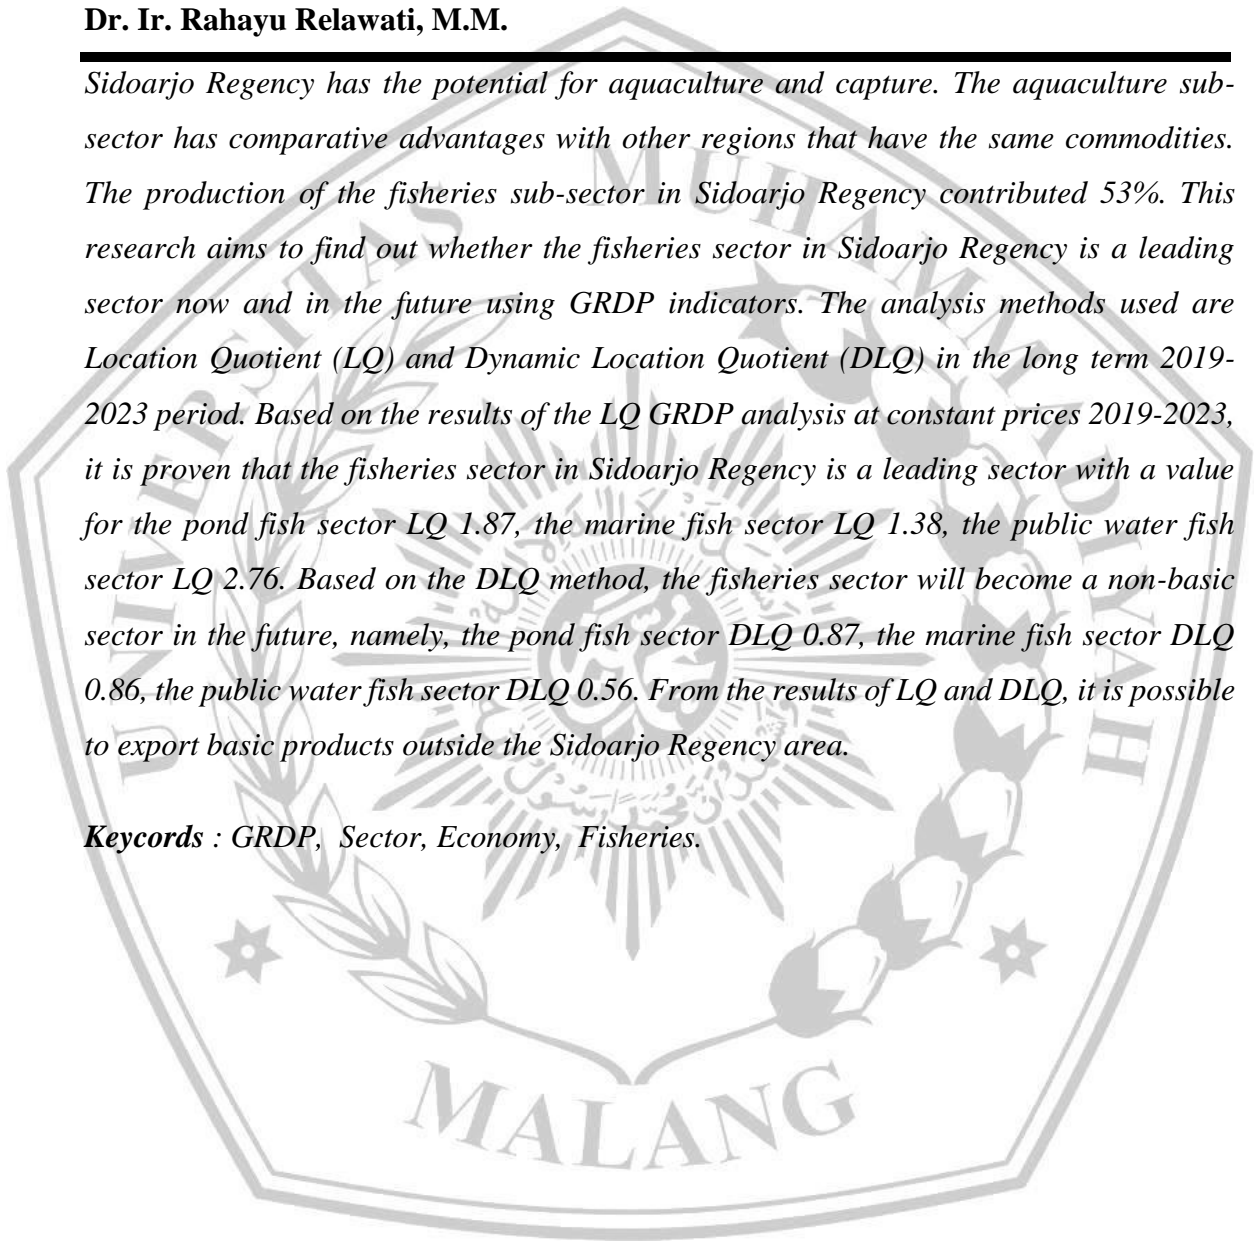 Dr. Ir. Rahayu Relawati, M.M.
Sidoarjo Regency has the potential for aquaculture and capture. The aquaculture sub-
sector has comparative advantages with other regions that have the same commodities.
The production of the fisheries sub-sector in Sidoarjo Regency contributed 53%. This
research aims to find out whether the fisheries sector in Sidoarjo Regency is a leading
sector now and in the future using GRDP indicators. The analysis methods used are
Location Quotient (LQ) and Dynamic Location Quotient (DLQ) in the long term 2019-
2023 period. Based on the results of the LQ GRDP analysis at constant prices 2019-2023,
it is proven that the fisheries sector in Sidoarjo Regency is a leading sector with a value
for the pond fish sector LQ 1.87, the marine fish sector LQ 1.38, the public water fish
sector LQ 2.76. Based on the DLQ method, the fisheries sector will become a non-basic
sector in the future, namely, the pond fish sector DLQ 0.87, the marine fish sector DLQ
0.86, the public water fish sector DLQ 0.56. From the results of LQ and DLQ, it is possible
to export basic products outside the Sidoarjo Regency area.
Keycords : GRDP, Sector, Economy, Fisheries.
UNIVERSITAS MUHAMMADIYAH
MALANG